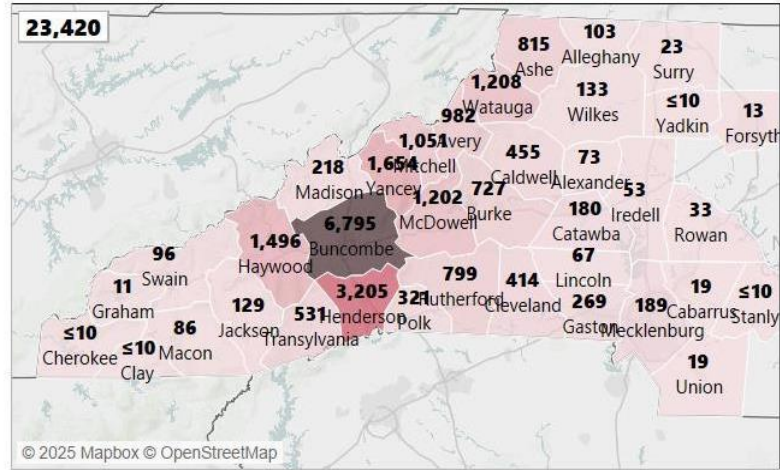 23,420
815
Ashe
103
Alleghany
23
Surry
1,208
Watauga
133
Wilkes
≤10
Yadkin
13
Forsyth
982
Avery
1,051
Mitchell
1,654
Yancey
218
Madison
455
Caldwell
73
Alexander
53
Iredell
727
Burke
1,202
McDowell
180
Catawba
33
Rowan
6,795
Buncombe
1,496
Haywood
96
Swain
11
Graham
67
Lincoln
799
Rutherford
414
Cleveland
3,205
Henderson
321
Polk
269
Gaston
189
Mecklenburg
19
Cabarrus
≤10
Stanly
129
Jackson
531
Transylvania
86
Macon
≤10
Cherokee
≤10
Clay
19
Union
© 2025 Mapbox © OpenStreetMap